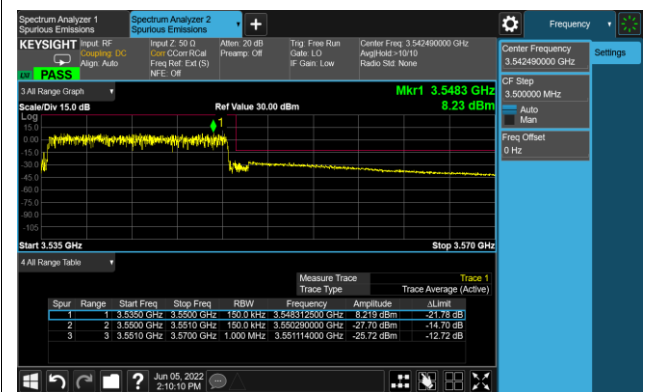 Spectrum Analyzer 1
Spurious Emissions
Spectrum Analyzer 2
Spurious Emissions
Frequency
KEYSIGHT
Input: RF
Coupling: DC
Align: Auto
Input Z: 50 Ω
Corr CCorr RCal
Freq Ref: Ext (S)
NFE: Off
Atten: 20 dB
Preamp: Off
Trig: Free Run
Gate: LO
IF Gain: Low
Center Freq: 3.542490000 GHz
Avg|Hold:>10/10
Radio Std: None
PASS
Center Frequency
3.542490000 GHz
Settings
CF Step
3.500000 MHz
Auto
Man
Freq Offset
0 Hz
3 All Range Graph
Mkr1 3.5483 GHz
Scale/Div 15.0 dB
Ref Value 30.00 dBm
8.23 dBm
Log
15.0
0.00
-15.0
-30.0
-45.0
-60.0
-75.0
-90.0
-105
1
Start 3.535 GHz
Stop 3.570 GHz
4 All Range Table
Measure Trace Trace 1
Trace Type Trace Average (Active)
Spur Range Start Freq Stop Freq RBW Frequency Amplitude ΔLimit
1 1 3.5350 GHz 3.5500 GHz 150.0 kHz 3.548312500 GHz 8.219 dBm -21.78 dB
2 2 3.5500 GHz 3.5510 GHz 150.0 kHz 3.550290000 GHz -27.70 dBm -14.70 dB
3 3 3.5510 GHz 3.5700 GHz 1.000 MHz 3.551114000 GHz -25.72 dBm -12.72 dB
Jun 05, 2022
2:10:10 PM